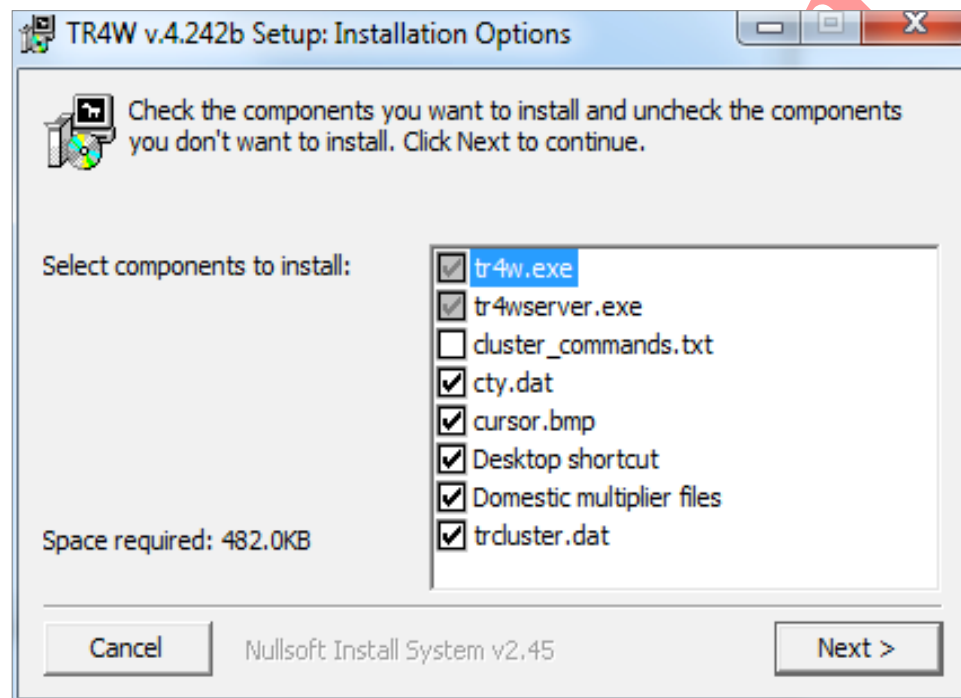 TR4W v.4.242b Setup: Installation Options
Check the components you want to install and uncheck the components
you don't want to install. Click Next to continue.
Select components to install:
tr4w.exe
tr4wserver.exe
cluster_commands.txt
cty.dat
cursor.bmp
Desktop shortcut
Domestic multiplier files
trcluster.dat
Space required: 482.0KB
Cancel
Nullsoft Install System v2.45
Next >